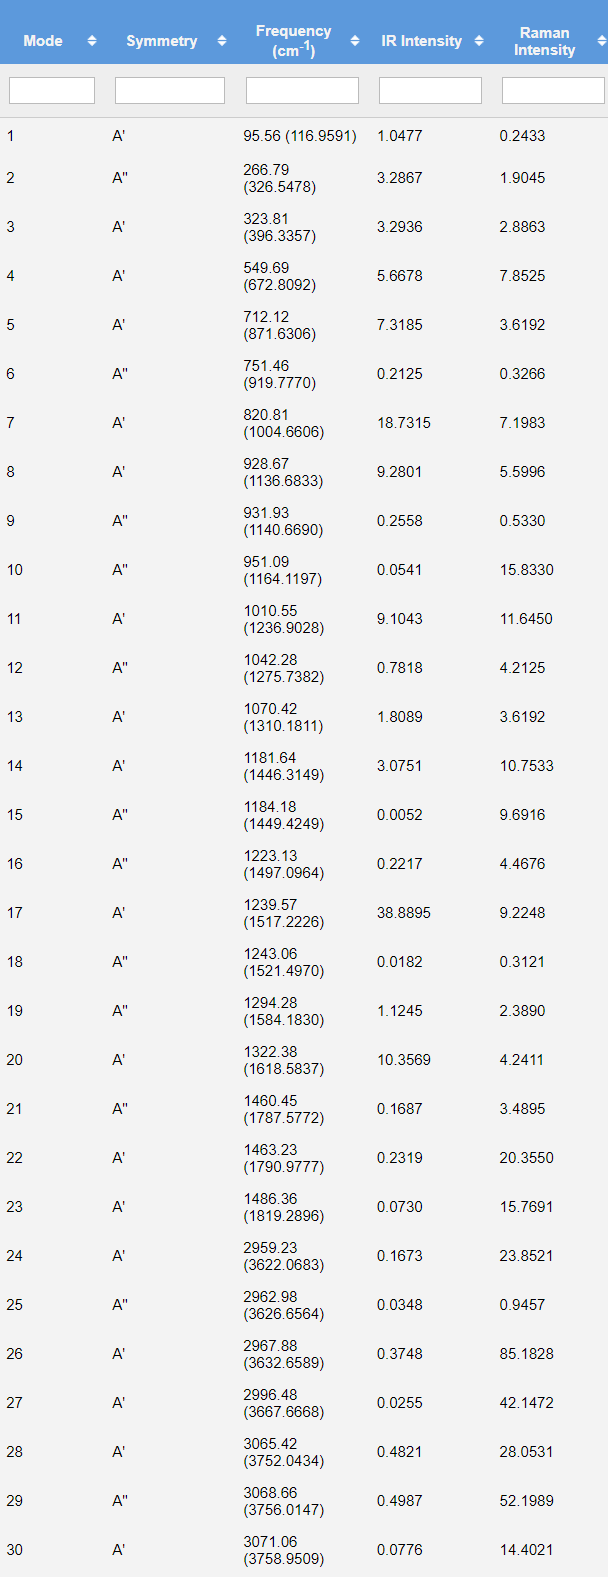 Mode Symmetry Frequency (cm-1) IR Intensity Raman Intensity
1 A' 95.56 (116.9591) 1.0477 0.2433
2 A" 266.79 (326.5478) 3.2867 1.9045
3 A' 323.81 (396.3357) 3.2936 2.8863
4 A' 549.69 (672.8092) 5.6678 7.8525
5 A' 712.12 (871.6306) 7.3185 3.6192
6 A" 751.46 (919.7770) 0.2125 0.3266
7 A' 820.81 (1004.6606) 18.7315 7.1983
8 A' 928.67 (1136.6833) 9.2801 5.5996
9 A" 931.93 (1140.6690) 0.2558 0.5330
10 A" 951.09 (1164.1197) 0.0541 15.8330
11 A' 1010.55 (1236.9028) 9.1043 11.6450
12 A" 1042.28 (1275.7382) 0.7818 4.2125
13 A' 1070.42 (1310.1811) 1.8089 3.6192
14 A' 1181.64 (1446.3149) 3.0751 10.7533
15 A" 1184.18 (1449.4249) 0.0052 9.6916
16 A" 1223.13 (1497.0964) 0.2217 4.4676
17 A' 1239.57 (1517.2226) 38.8895 9.2248
18 A" 1243.06 (1521.4970) 0.0182 0.3121
19 A" 1294.28 (1584.1830) 1.1245 2.3890
20 A' 1322.38 (1618.5837) 10.3569 4.2411
21 A" 1460.45 (1787.5772) 0.1687 3.4895
22 A' 1463.23 (1790.9777) 0.2319 20.3550
23 A' 1486.36 (1819.2896) 0.0730 15.7691
24 A' 2959.23 (3622.0683) 0.1673 23.8521
25 A" 2962.98 (3626.6564) 0.0348 0.9457
26 A' 2967.88 (3632.6589) 0.3748 85.1828
27 A' 2996.48 (3667.6668) 0.0255 42.1472
28 A' 3065.42 (3752.0434) 0.4821 28.0531
29 A" 3068.66 (3756.0147) 0.4987 52.1989
30 A' 3071.06 (3758.9509) 0.0776 14.4021